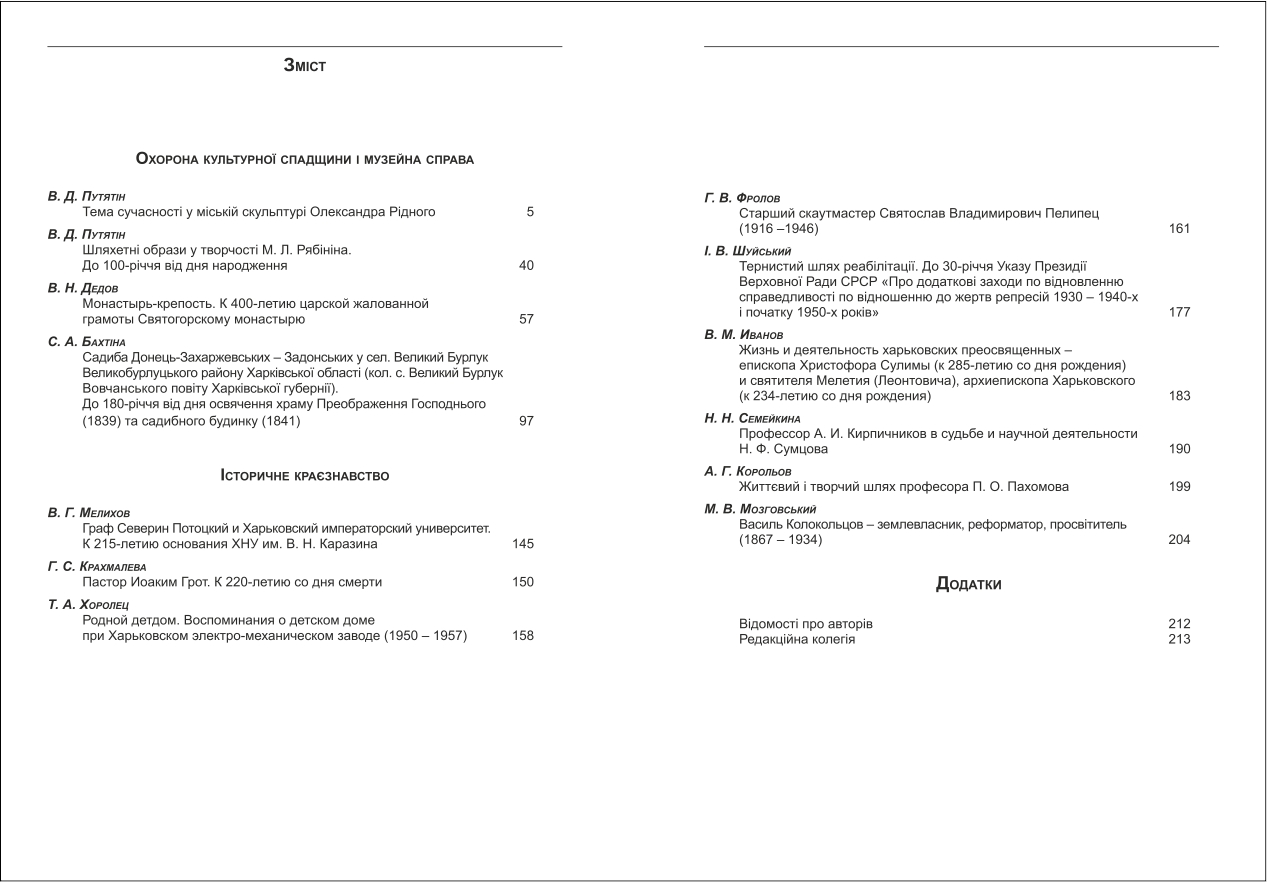 Зміст
Охорона культурної спадщини і музейна справа
В. Д. Путятін
Тема сучасності у міській скульптурі Олександра Рідного 5
В. Д. Путятін
Шляхетні образи у творчості М. Л. Рябініна.
До 100-річчя від дня народження 40
В. Н. Дедов
Монастырь-крепость. К 400-летию царской жалованной
грамоты Святогорскому монастырю 57
С. А. Бахтіна
Садиба Донець-Захаржевських – Задонських у сел. Великий Бурлук
Великобурлуцького району Харківської області (кол. с. Великий Бурлук
Вовчанського повіту Харківської губернії).
До 180-річчя від дня освячення храму Преображення Господнього
(1839) та садибного будинку (1841) 97
Історичне краєзнавство
В. Г. Мелихов
Граф Северин Потоцкий и Харьковский императорский университет.
К 215-летию основания ХНУ им. В. Н. Каразина 145
Г. С. Крахмалева
Пастор Иоаким Грот. К 220-летию со дня смерти 150
Т. А. Хоролец
Родной детдом. Воспоминания о детском доме
при Харьковском электро-механическом заводе (1950 – 1957) 158
Г. В. Фролов
Старший скаутмастер Святослав Владимирович Пелипец
(1916 –1946) 161
І. В. Шуйський
Тернистий шлях реабілітації. До 30-річчя Указу Президії
Верховної Ради СРСР «Про додаткові заходи по відновленню
справедливості по відношенню до жертв репресій 1930 – 1940-х
і початку 1950-х років» 177
В. М. Иванов
Жизнь и деятельность харьковских преосвященных –
епископа Христофора Сулимы (к 285-летию со дня рождения)
и святителя Мелетия (Леонтовича), архиепископа Харьковского
(к 234-летию со дня рождения) 183
Н. Н. Семейкина
Профессор А. И. Кирпичников в судьбе и научной деятельности
Н. Ф. Сумцова 190
А. Г. Корольов
Життєвий і творчий шлях професора П. О. Пахомова 199
М. В. Мозговський
Василь Колокольцов – землевласник, реформатор, просвітитель
(1867 – 1934) 204
Додатки
Відомості про авторів 212
Редакційна колегія 213